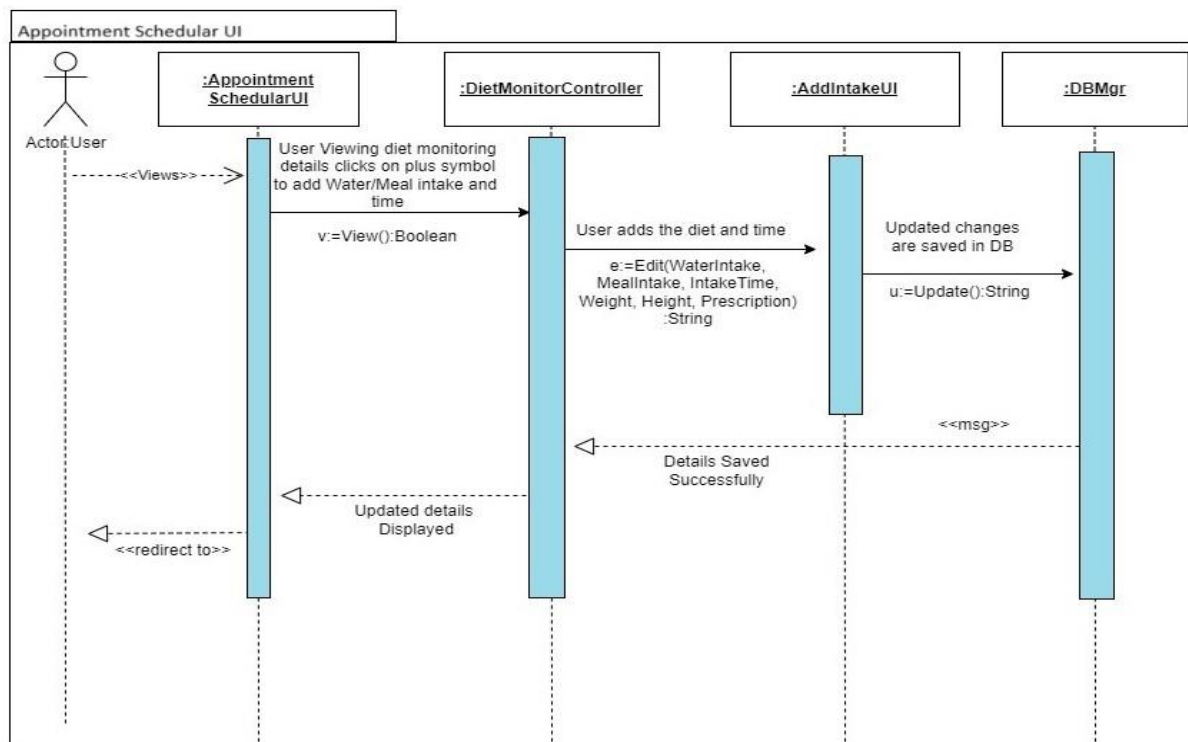 Appointment Schedular UI
:Appointment
SchedularUI
:DietMonitorController
:AddIntakeUI
:DBMgr
Actor:User
<<Views>>
User Viewing diet monitoring
details clicks on plus symbol
to add Water/Meal intake and
time
v:=View():Boolean
User adds the diet and time
e:=Edit(WaterIntake,
MealIntake, IntakeTime,
Weight, Height, Prescription)
:String
Updated changes
are saved in DB
u:=Update():String
<<msg>>
Details Saved
Successfully
Updated details
Displayed
<<redirect to>>